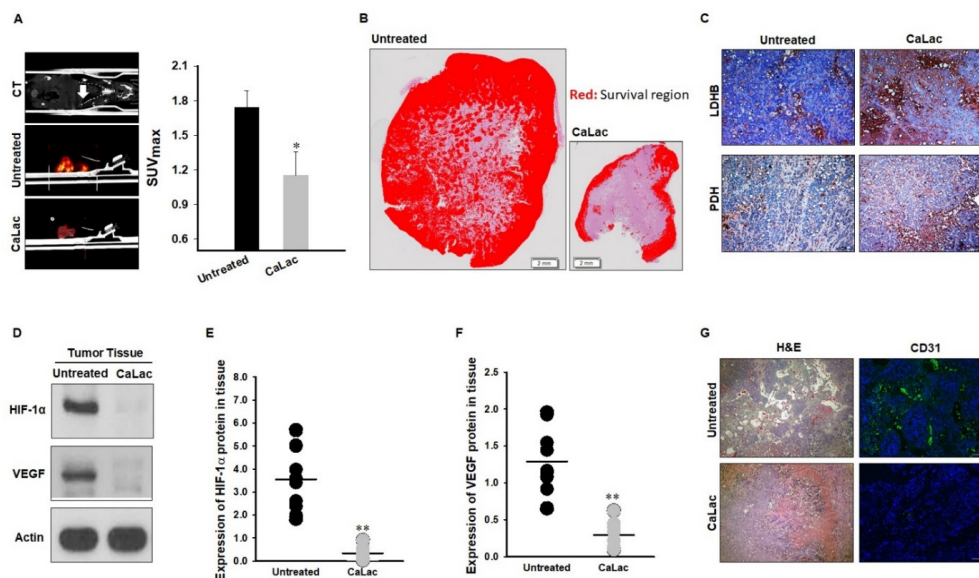 A
CT
Untreated
CaLac
SUVmax
2.1
1.8
1.5
1.2
0.9
0.6
*
Untreated
CaLac
B
Untreated
Red: Survival region
CaLac
2 mm
2 mm
C
Untreated
CaLac
LDHB
PDH
D
Tumor Tissue
Untreated CaLac
HIF-1α
VEGF
Actin
E
Expression of HIF-1α protein in tissue
8.0
7.0
6.0
5.0
4.0
3.0
2.0
1.0
0.0
**
Untreated
CaLac
F
Expression of VEGF protein in tissue
2.5
2.0
1.5
1.0
0.5
0.0
**
Untreated
CaLac
G
H&E
CD31
Untreated
CaLac